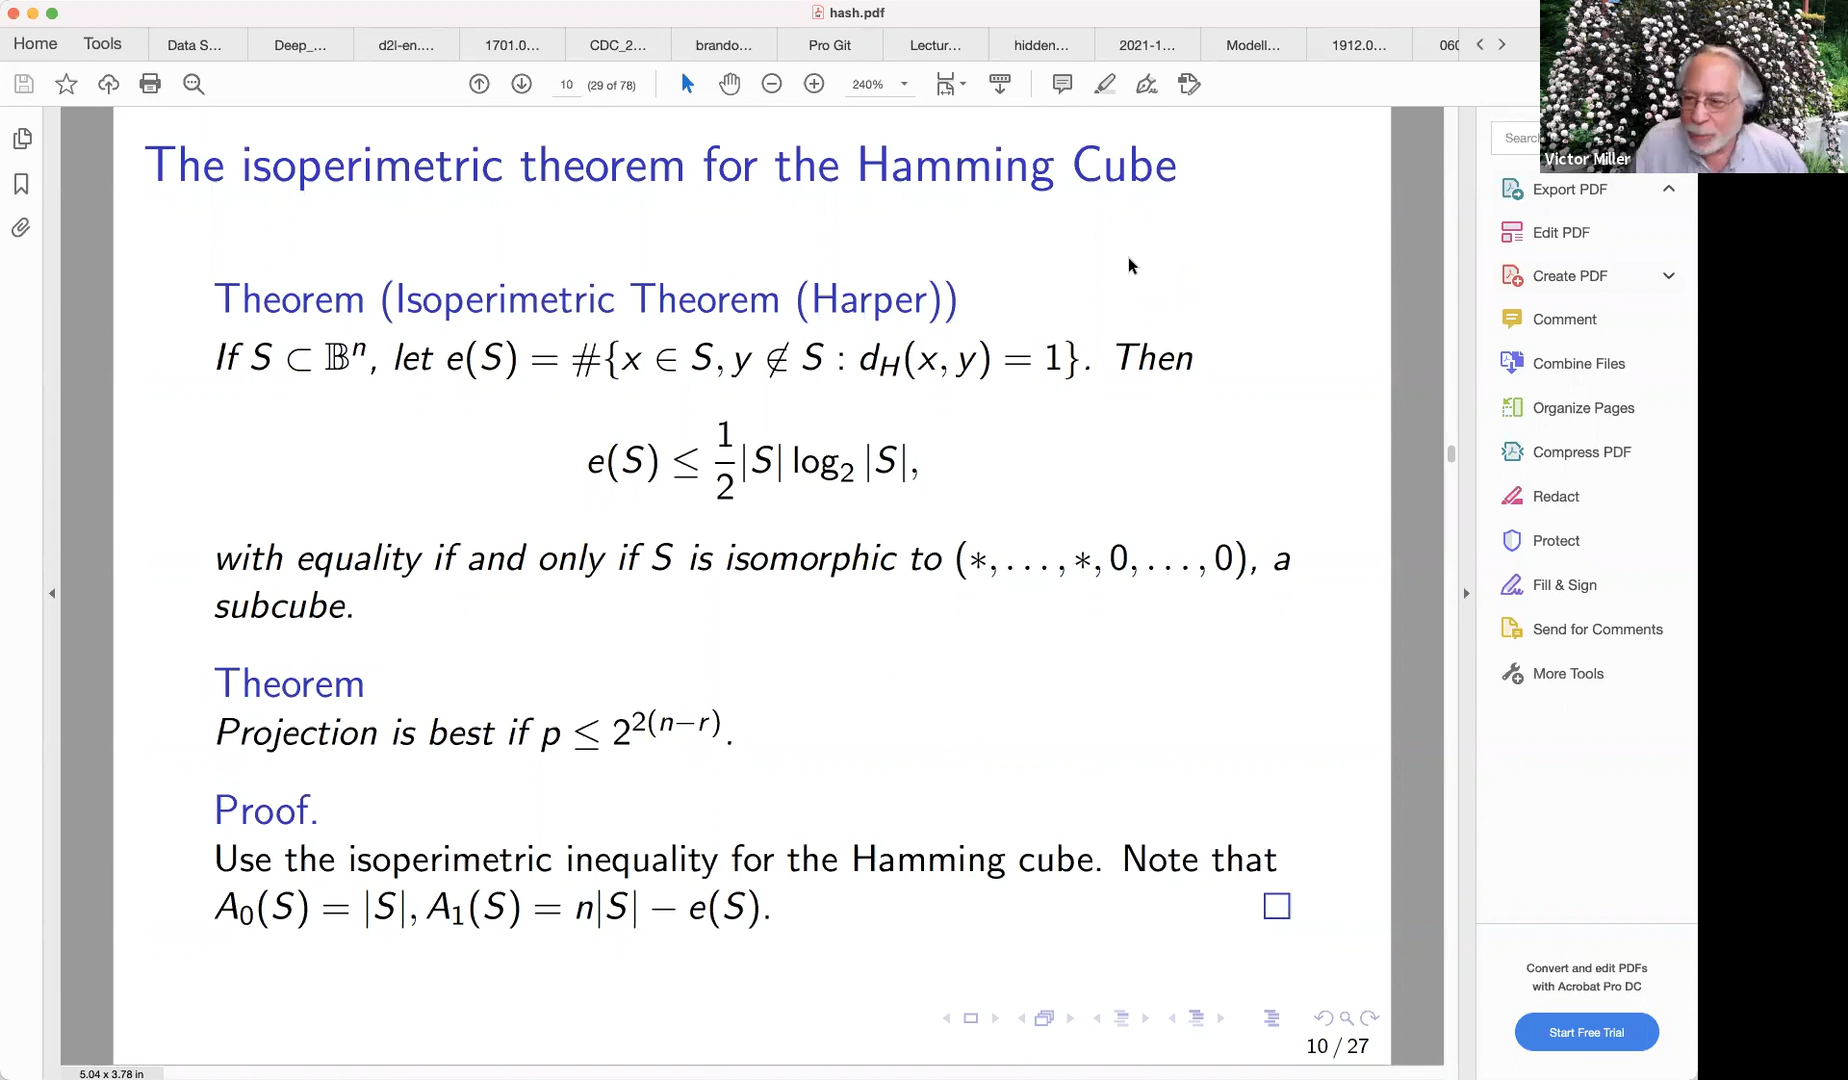 hash.pdf
Home Tools Data S... Deep_... d2l-en.... 1701.0... CDC_2... brando... Pro Git Lectur... hidden... 2021-1... Modell... 1912.0... 060
10 (29 of 78) 240%
Victor Miller
Search
The isoperimetric theorem for the Hamming Cube
Theorem (Isoperimetric Theorem (Harper))
If S ⊂ 𝔹ⁿ, let e(S) = #{x ∈ S, y ∉ S : d_H(x, y) = 1}. Then
e(S) ≤ 1/2 |S| log₂ |S|,
with equality if and only if S is isomorphic to (∗, . . . , ∗, 0, . . . , 0), a
subcube.
Theorem
Projection is best if p ≤ 2^{2(n−r)}.
Proof.
Use the isoperimetric inequality for the Hamming cube. Note that
A₀(S) = |S|, A₁(S) = n|S| − e(S). □
10 / 27
5.04 x 3.78 in
Export PDF
Edit PDF
Create PDF
Comment
Combine Files
Organize Pages
Compress PDF
Redact
Protect
Fill & Sign
Send for Comments
More Tools
Convert and edit PDFs
with Acrobat Pro DC
Start Free Trial